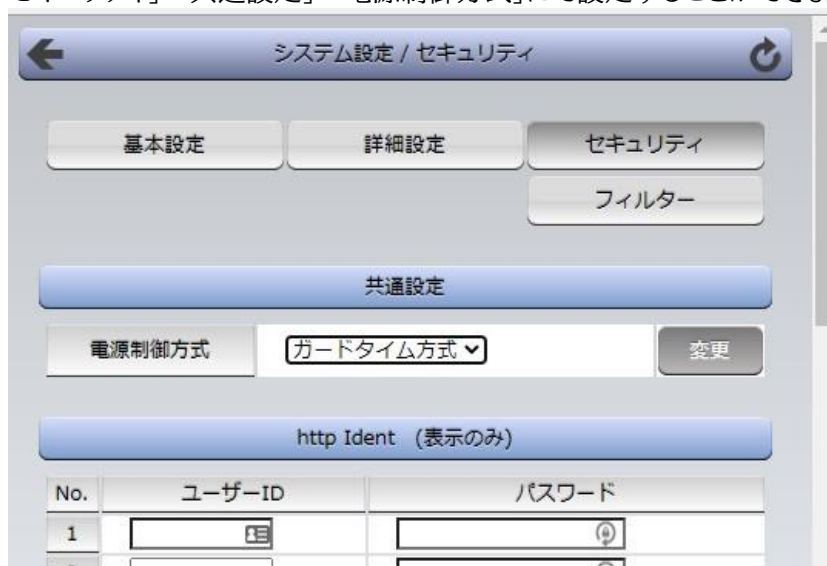 システム設定 / セキュリティ
基本設定 詳細設定 セキュリティ
フィルター
共通設定
電源制御方式 ガードタイム方式 変更
http Ident (表示のみ)
No. ユーザーID パスワード
1